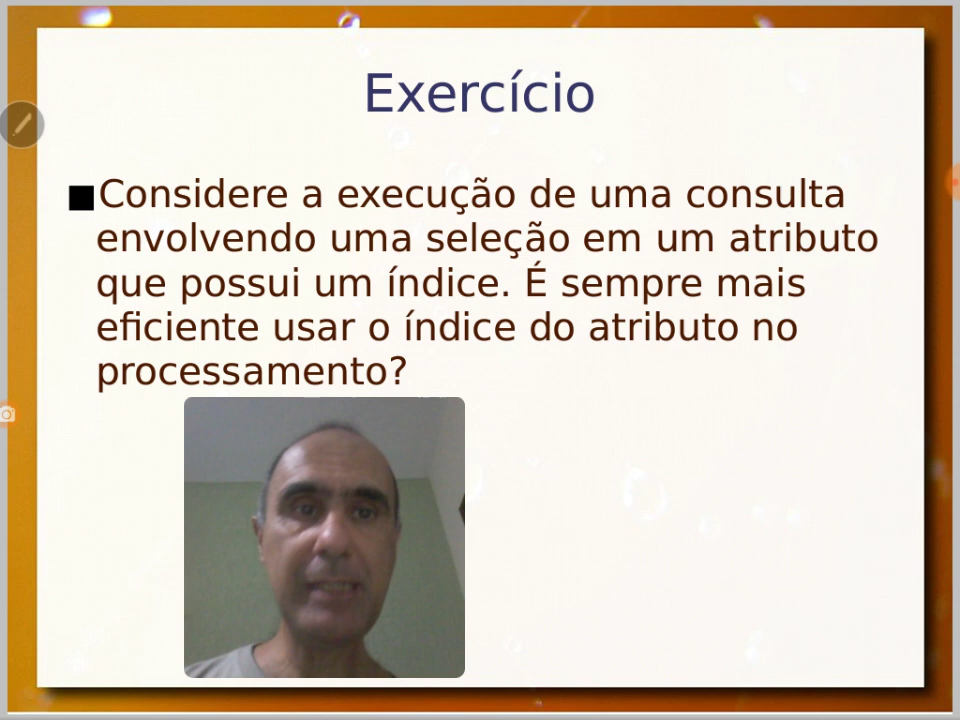 Exercício
Considere a execução de uma consulta
envolvendo uma seleção em um atributo
que possui um índice. É sempre mais
eficiente usar o índice do atributo no
processamento?